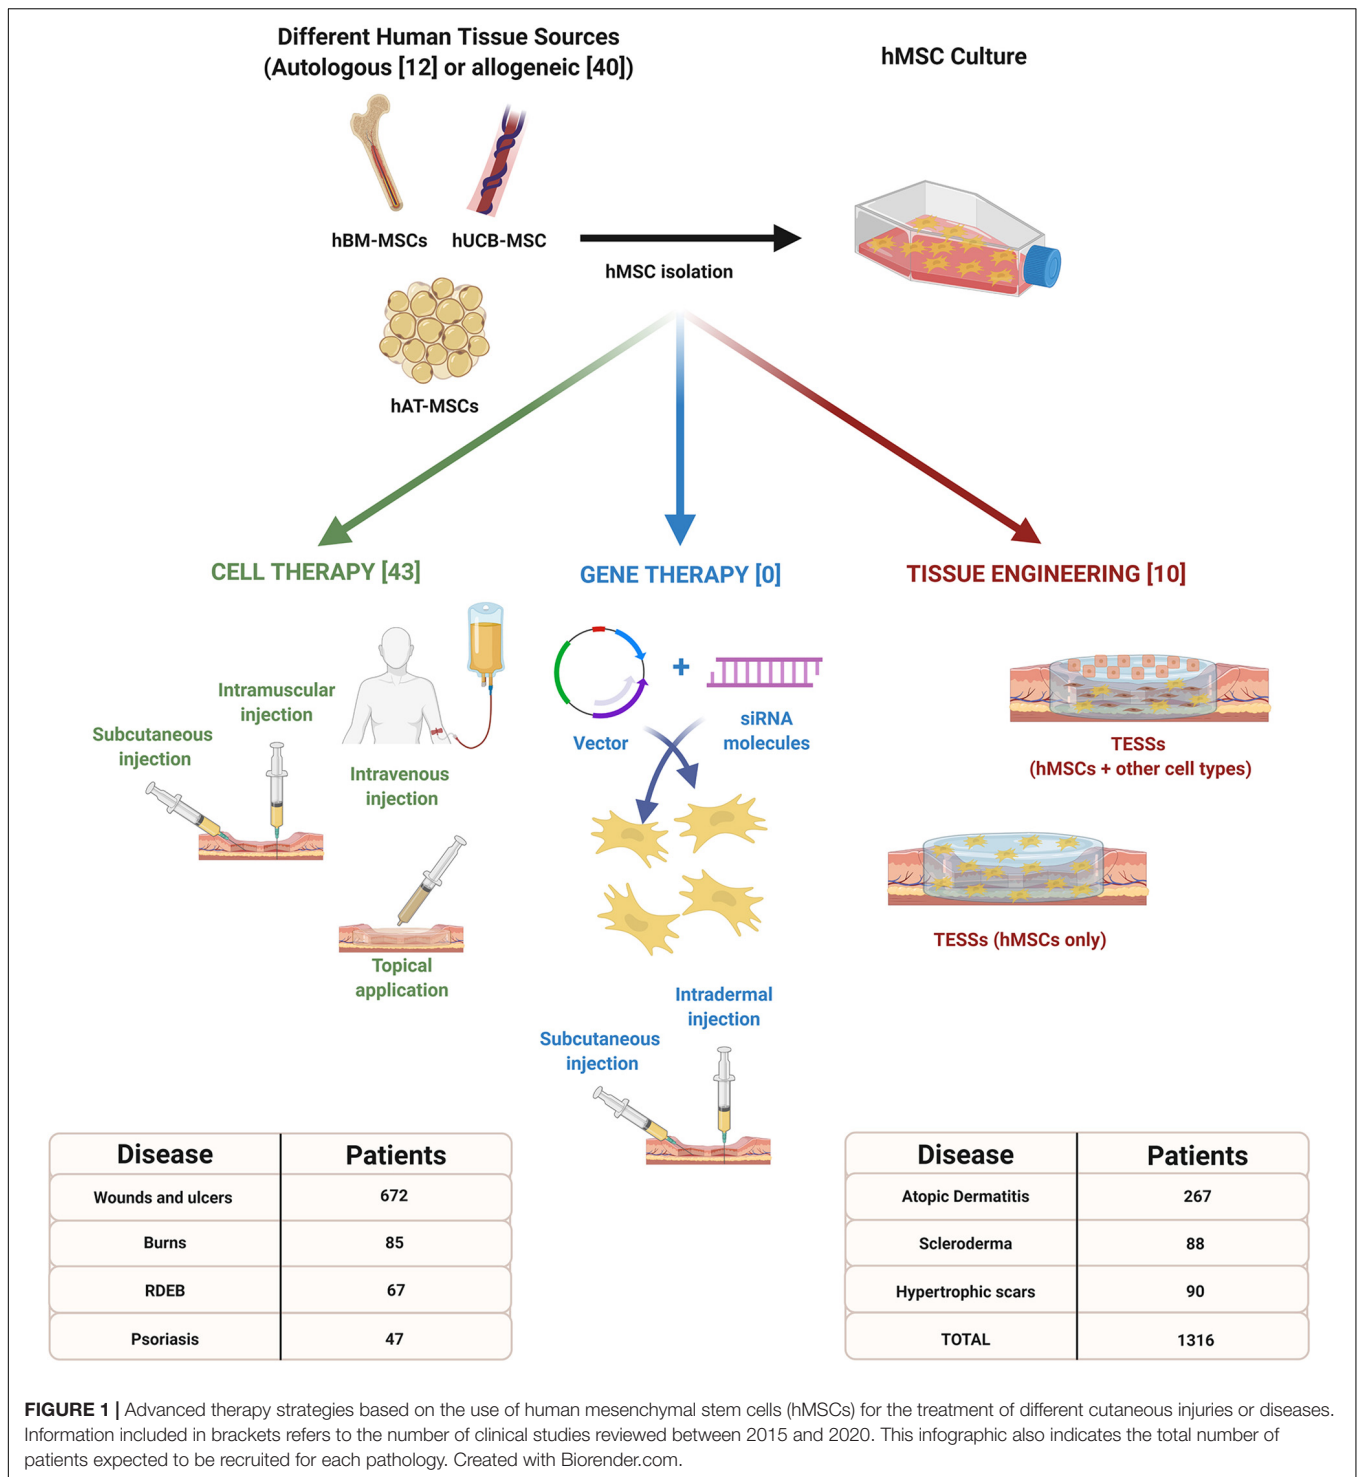 Different Human Tissue Sources
(Autologous [12] or allogeneic [40])
hMSC Culture
hBM-MSCs
hUCB-MSC
hMSC isolation
hAT-MSCs
CELL THERAPY [43]
GENE THERAPY [0]
TISSUE ENGINEERING [10]
Intramuscular
injection
Subcutaneous
injection
Intravenous
injection
Topical
application
Vector
+
siRNA
molecules
Intradermal
injection
Subcutaneous
injection
TESSs
(hMSCs + other cell types)
TESSs (hMSCs only)
Disease Patients
Wounds and ulcers 672
Burns 85
RDEB 67
Psoriasis 47
Disease Patients
Atopic Dermatitis 267
Scleroderma 88
Hypertrophic scars 90
TOTAL 1316
FIGURE 1 | Advanced therapy strategies based on the use of human mesenchymal stem cells (hMSCs) for the treatment of different cutaneous injuries or diseases.
Information included in brackets refers to the number of clinical studies reviewed between 2015 and 2020. This infographic also indicates the total number of
patients expected to be recruited for each pathology. Created with Biorender.com.